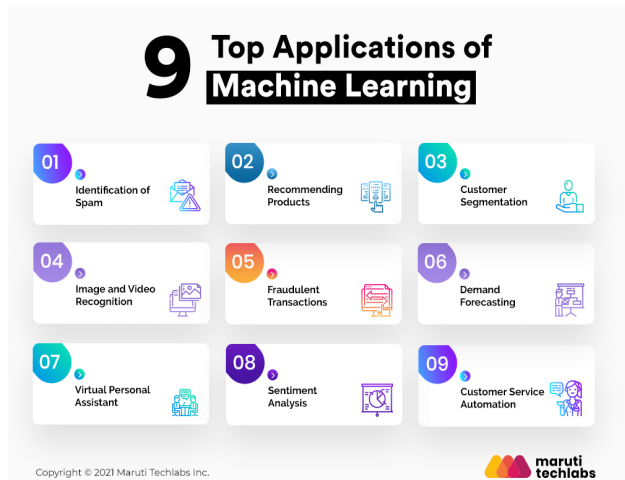 9
Top Applications of
Machine Learning
01
Identification of
Spam
02
Recommending
Products
03
Customer
Segmentation
04
Image and Video
Recognition
05
Fraudulent
Transactions
06
Demand
Forecasting
07
Virtual Personal
Assistant
08
Sentiment
Analysis
09
Customer Service
Automation
Copyright © 2021 Maruti Techlabs Inc.
maruti
techlabs